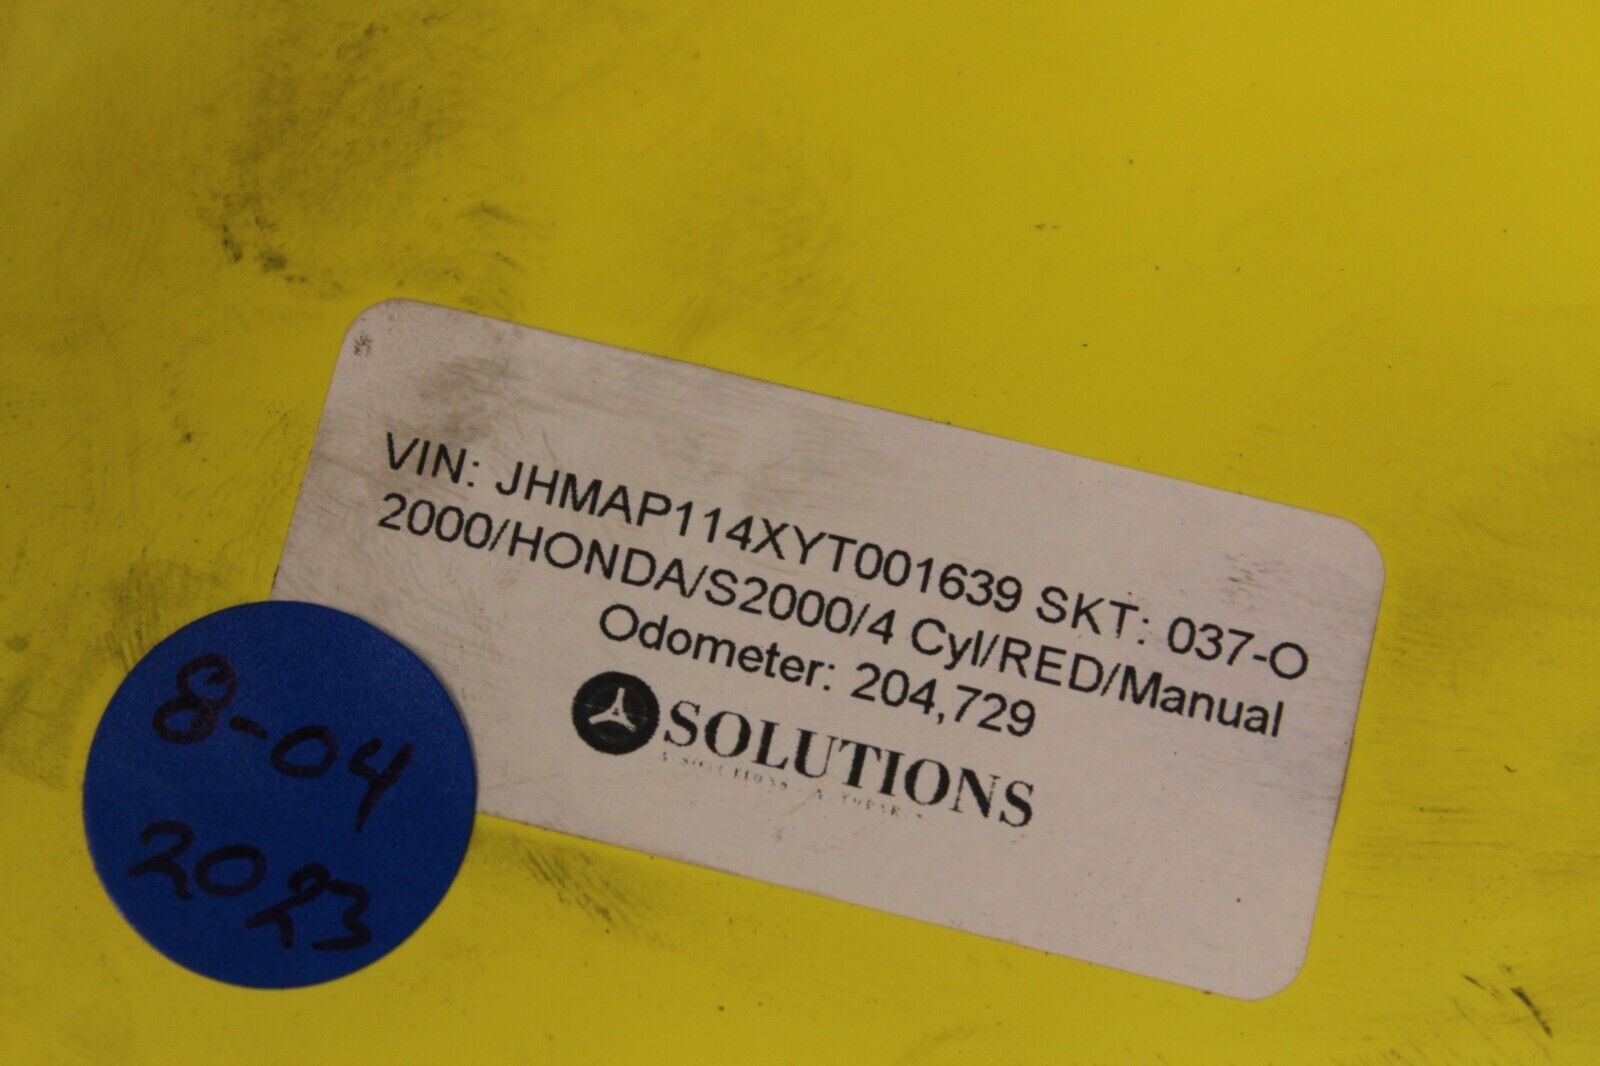 VIN: JHMAP114XYT001639 SKT: 037-O
2000/HONDA/S2000/4 Cyl/RED/Manual
Odometer: 204,729
SOLUTIONS
8-04
2023